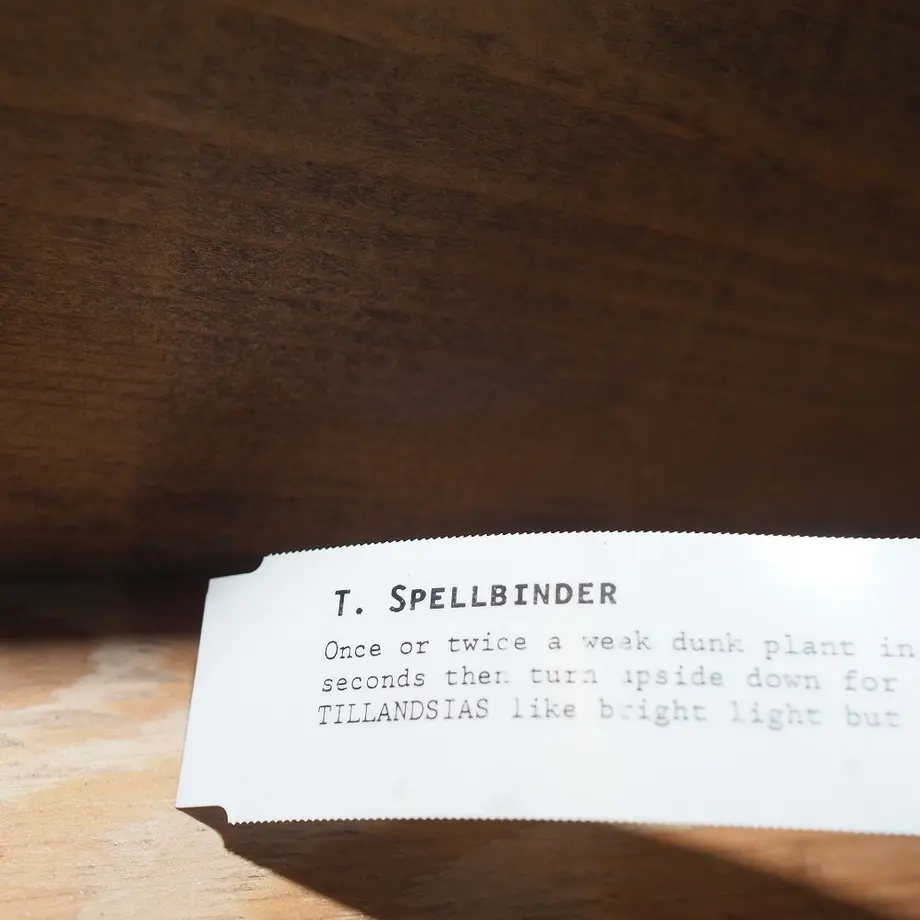 T. SPELLBINDER
Once or twice a week dunk plant in
seconds then turn upside down for
TILLANDSIAS like bright light but